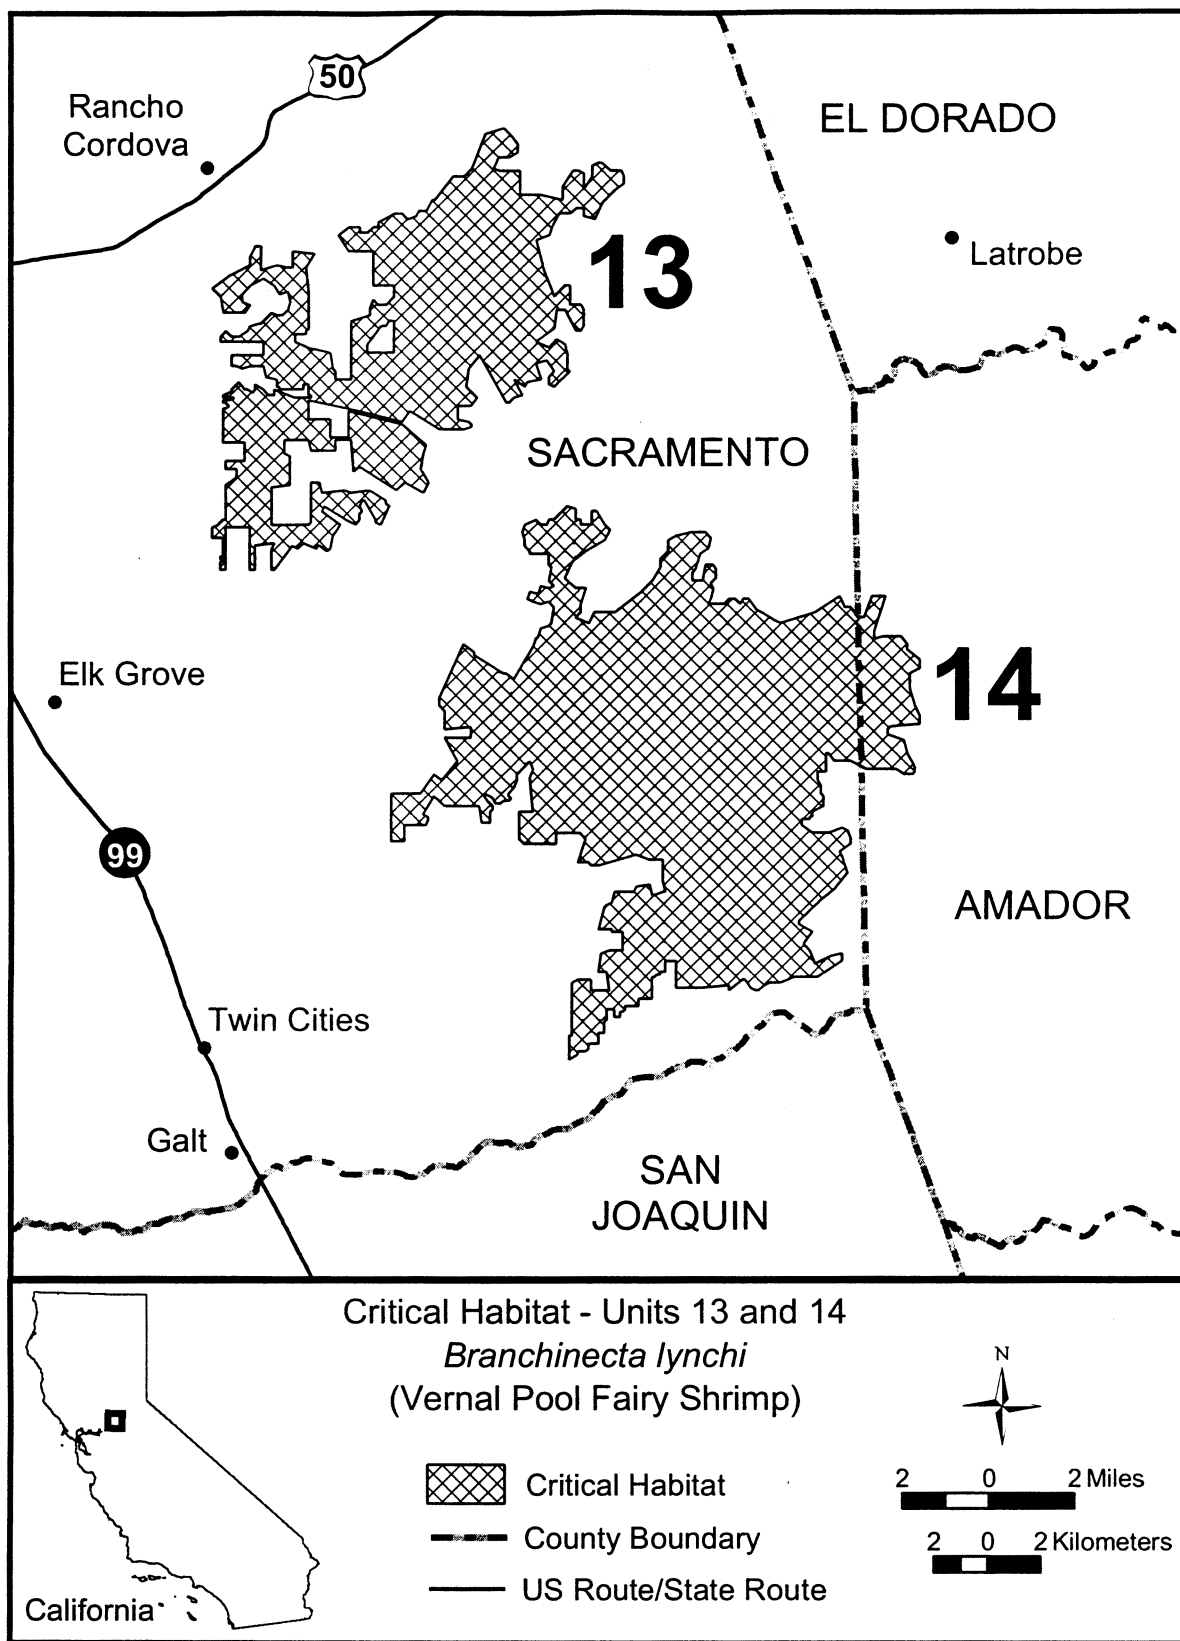 50
Rancho
Cordova
EL DORADO
13
Latrobe
SACRAMENTO
Elk Grove
14
99
AMADOR
Twin Cities
Galt
SAN
JOAQUIN
Critical Habitat - Units 13 and 14
Branchinecta lynchi
(Vernal Pool Fairy Shrimp)
N
Critical Habitat
County Boundary
US Route/State Route
2 0 2 Miles
2 0 2 Kilometers
California